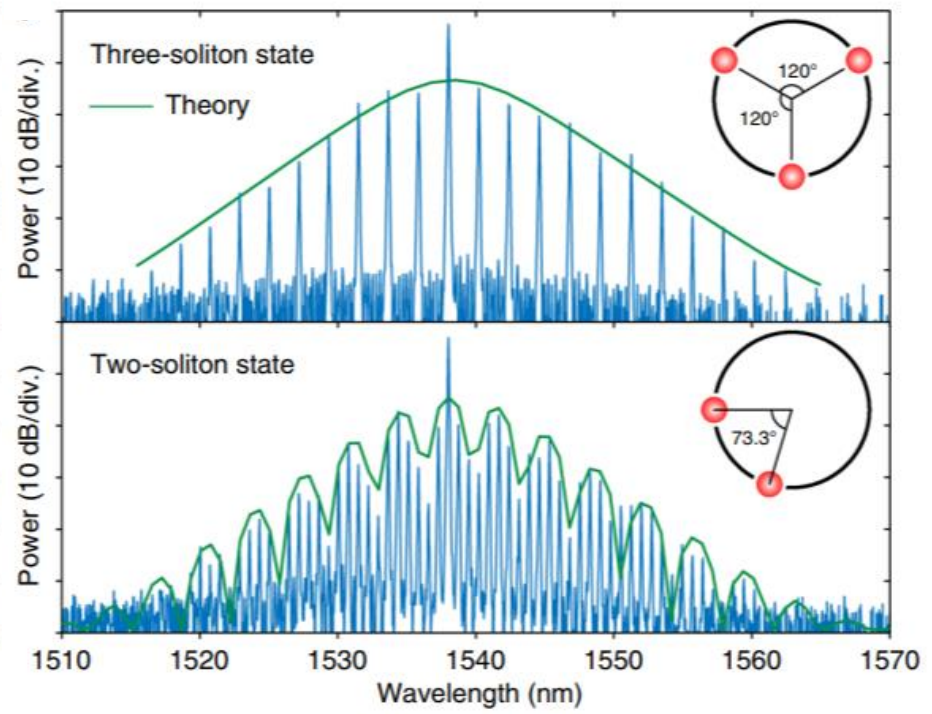 Three-soliton state
Theory
120°
120°
Power (10 dB/div.)
Two-soliton state
73.3°
Power (10 dB/div.)
1510 1520 1530 1540 1550 1560 1570
Wavelength (nm)